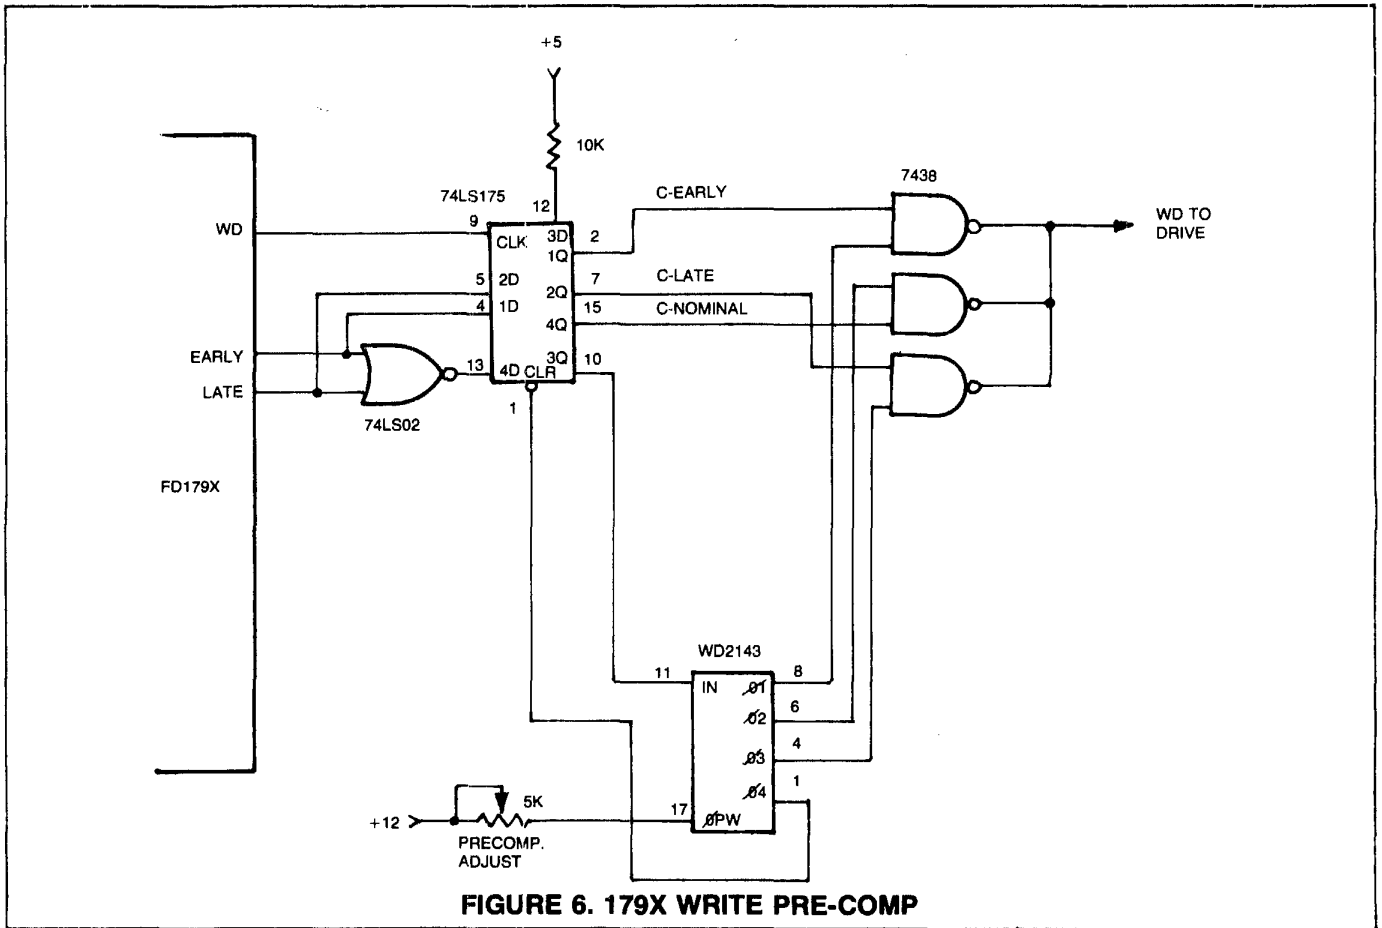 +5
10K
7438
74LS175
12
C-EARLY
WD TO
DRIVE
WD
9
CLK
3D
1Q
2
5
2D
4
1D
2Q
7
C-LATE
4Q
15
C-NOMINAL
EARLY
LATE
13
4D
CLR
3Q
10
1
74LS02
FD179X
WD2143
11
IN
Ø1
8
Ø2
6
Ø3
4
Ø4
1
+12
5K
17
ØPW
PRECOMP.
ADJUST
FIGURE 6. 179X WRITE PRE-COMP